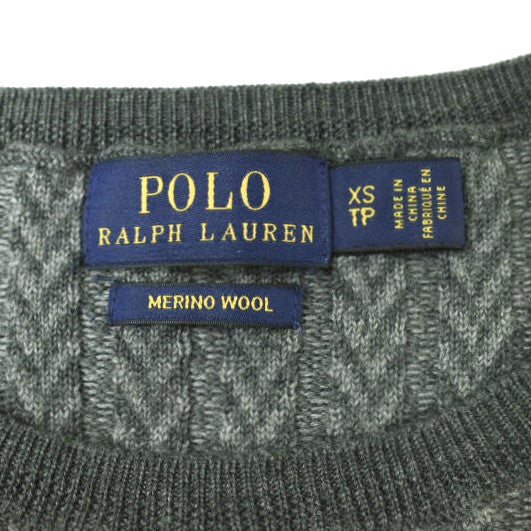 POLO
RALPH LAUREN
XS
TP
MADE IN
CHINA
FABRIQUÉ EN
CHINE
MERINO WOOL